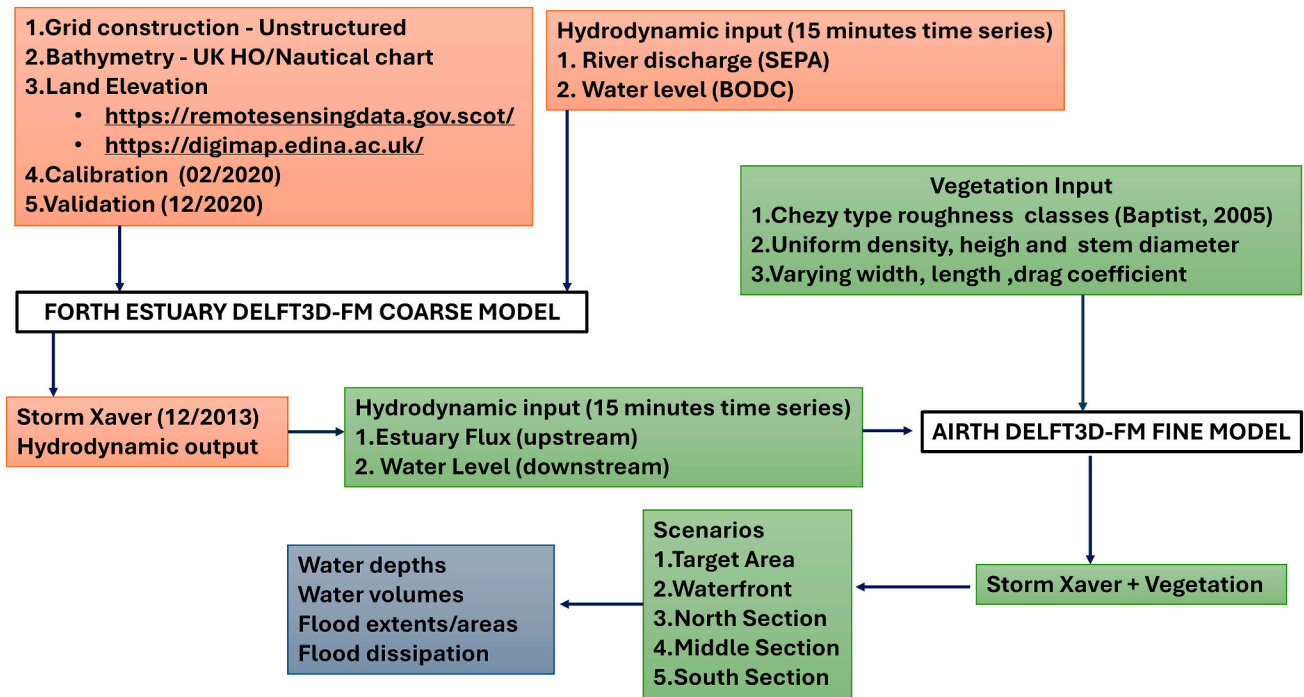 1.Grid construction - Unstructured
2.Bathymetry - UK HO/Nautical chart
3.Land Elevation
• https://remotesensingdata.gov.scot/
• https://digimap.edina.ac.uk/
4.Calibration (02/2020)
5.Validation (12/2020)
Hydrodynamic input (15 minutes time series)
1. River discharge (SEPA)
2. Water level (BODC)
Vegetation Input
1.Chezy type roughness classes (Baptist, 2005)
2.Uniform density, heigh and stem diameter
3.Varying width, length ,drag coefficient
FORTH ESTUARY DELFT3D-FM COARSE MODEL
Storm Xaver (12/2013)
Hydrodynamic output
Hydrodynamic input (15 minutes time series)
1.Estuary Flux (upstream)
2. Water Level (downstream)
AIRTH DELFT3D-FM FINE MODEL
Storm Xaver + Vegetation
Scenarios
1.Target Area
2.Waterfront
3.North Section
4.Middle Section
5.South Section
Water depths
Water volumes
Flood extents/areas
Flood dissipation